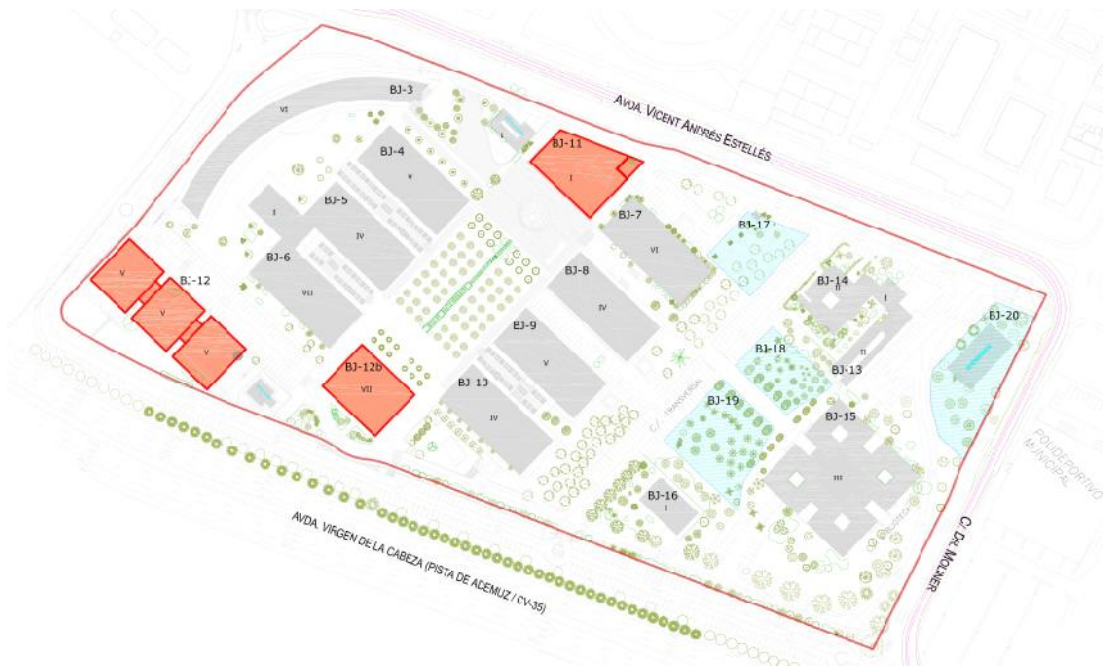 AVDA. VICENT ANDRÉS ESTELLÉS
BJ-3
VI
BJ-4
V
BJ-11
I
I
BJ-5
IV
I
BJ-7
VI
BJ-17
BJ-6
VII
BJ-12
V
V
V
BJ-8
IV
BJ-14
II
I
II
BJ-13
BJ-20
BJ-9
V
BJ-18
BJ-12b
VII
BJ-10
IV
C/ TRANSVERSAL
BJ-19
BJ-15
III
BJ-16
I
POLIDEPORTIVO
MUNICIPAL
C/ DR. MOLINER
AVDA. VIRGEN DE LA CABEZA (PISTA DE ADEMUZ / CV-35)